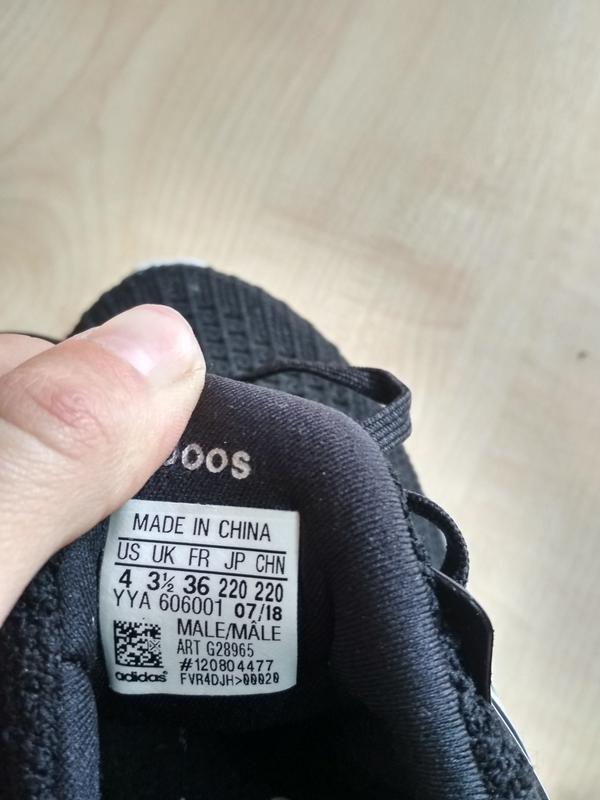 MADE IN CHINA
US UK FR JP CHN
4 3½ 36 220 220
YYA 606001 07/18
MALE/MÂLE
ART G28965
#120804477
adidas FVR4DJH>00020